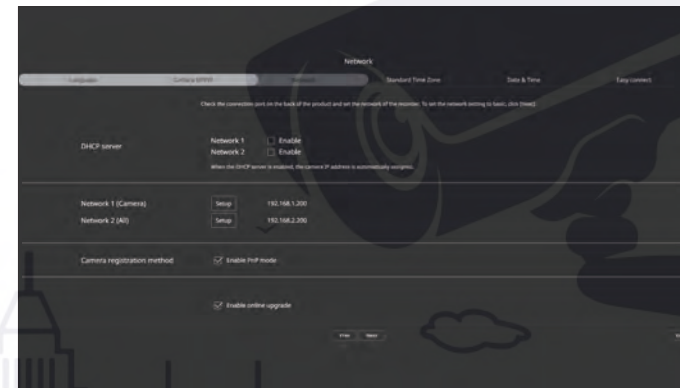 Network
Language
Network
Standard Time Zone
Date & Time
Easy connect
Check the connection port on the back of the product and set the network of the recorder. To set the network setting to basic, click [Next].
DHCP server
Network 1 Enable
Network 2 Enable
When the DHCP server is enabled, the camera IP address is automatically assigned.
Network 1 (Camera) Setup 192.168.1.200
Network 2 (All) Setup 192.168.2.200
Camera registration method Enable PnP mode
Enable online upgrade
Prev Next